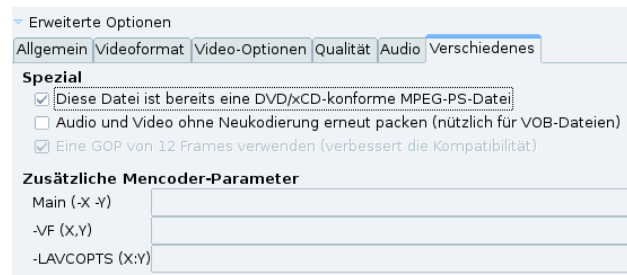 Erweiterte Optionen
Allgemein Videoformat Video-Optionen Qualität Audio Verschiedenes
Spezial
Diese Datei ist bereits eine DVD/xCD-konforme MPEG-PS-Datei
Audio und Video ohne Neukodierung erneut packen (nützlich für VOB-Dateien)
Eine GOP von 12 Frames verwenden (verbessert die Kompatibilität)
Zusätzliche Mencoder-Parameter
Main (-X -Y)
-VF (X,Y)
-LAVCOPTS (X:Y)